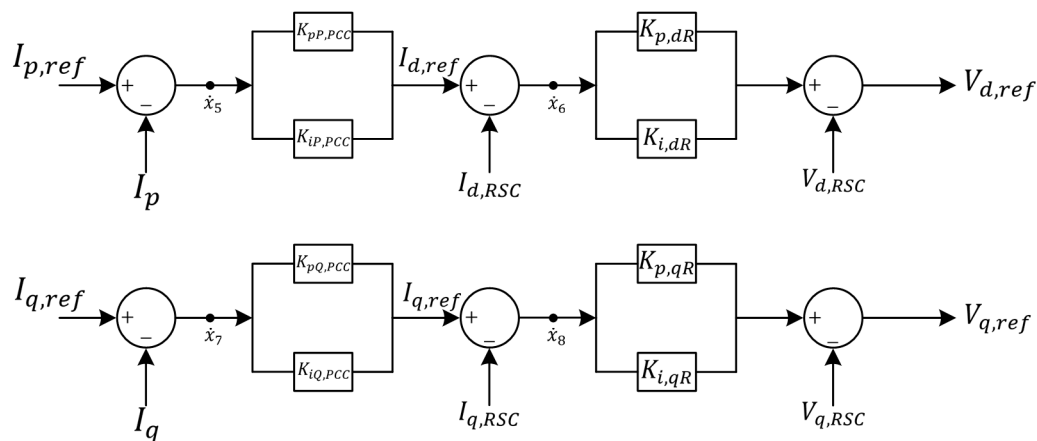 K_{pP,PCC}
K_{p,dR}
I_{p,ref}
I_{d,ref}
V_{d,ref}
+
−
ẋ_5
+
−
ẋ_6
+
−
K_{iP,PCC}
K_{i,dR}
I_p
I_{d,RSC}
V_{d,RSC}
K_{pQ,PCC}
K_{p,qR}
I_{q,ref}
I_{q,ref}
V_{q,ref}
+
−
ẋ_7
+
−
ẋ_8
+
−
K_{iQ,PCC}
K_{i,qR}
I_q
I_{q,RSC}
V_{q,RSC}